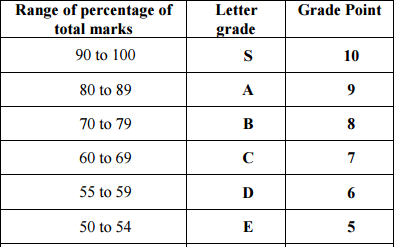 Range of percentage of total marks Letter grade Grade Point
90 to 100 S 10
80 to 89 A 9
70 to 79 B 8
60 to 69 C 7
55 to 59 D 6
50 to 54 E 5